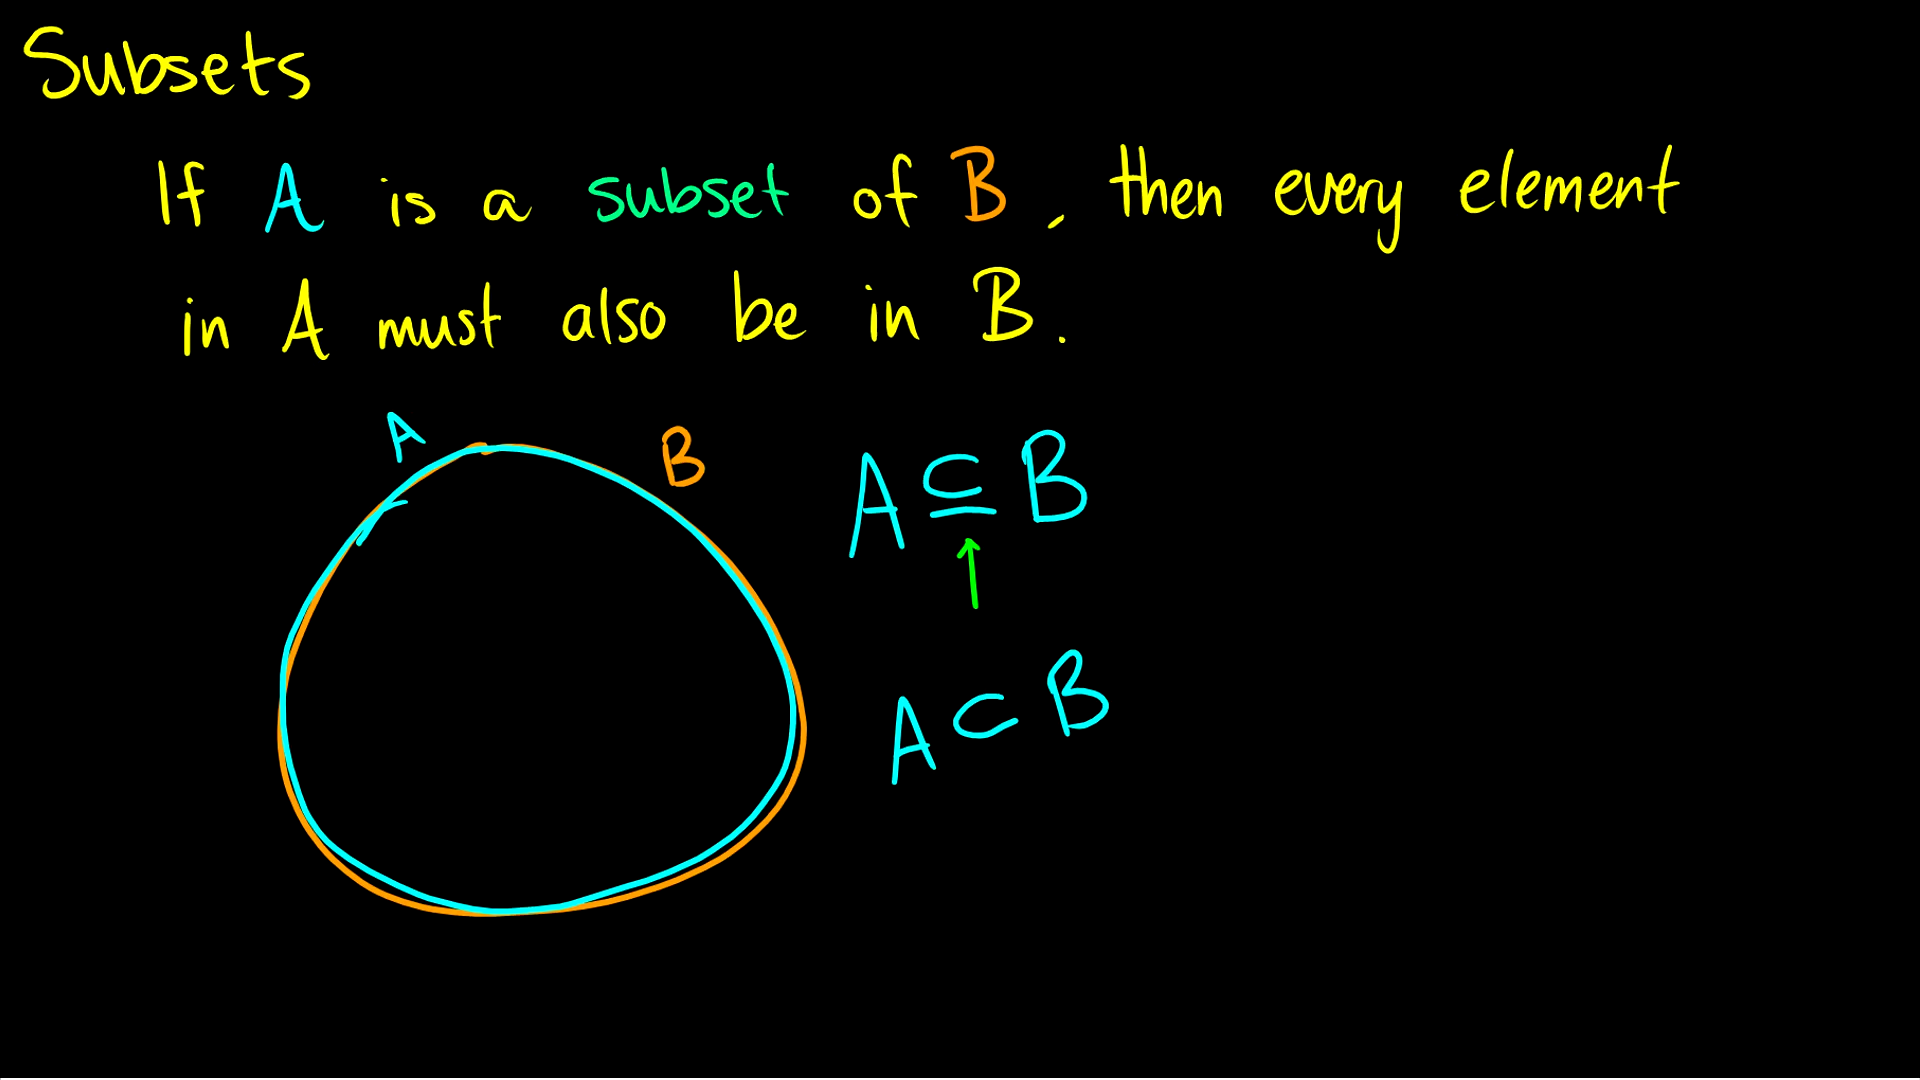 Subsets
If A is a subset of B, then every element
in A must also be in B.
A
B
A ⊆ B
A ⊂ B